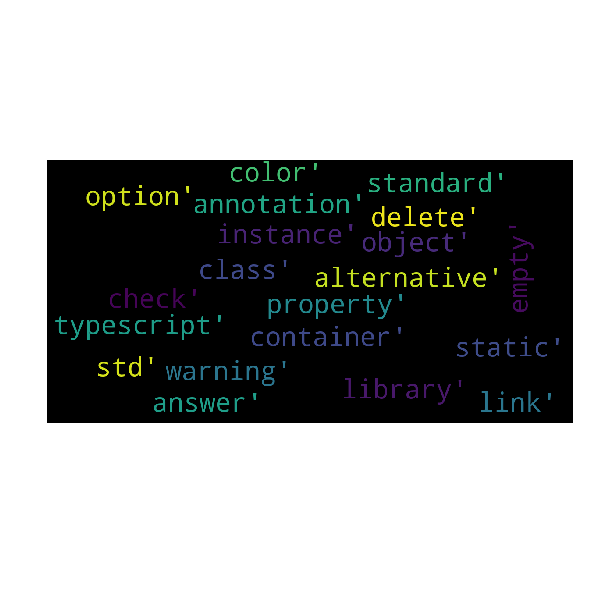 color'
standard'
option'
annotation'
delete'
instance'
object'
empty'
class'
alternative'
check'
property'
typescript'
container'
static'
std'
warning'
library'
answer'
link'